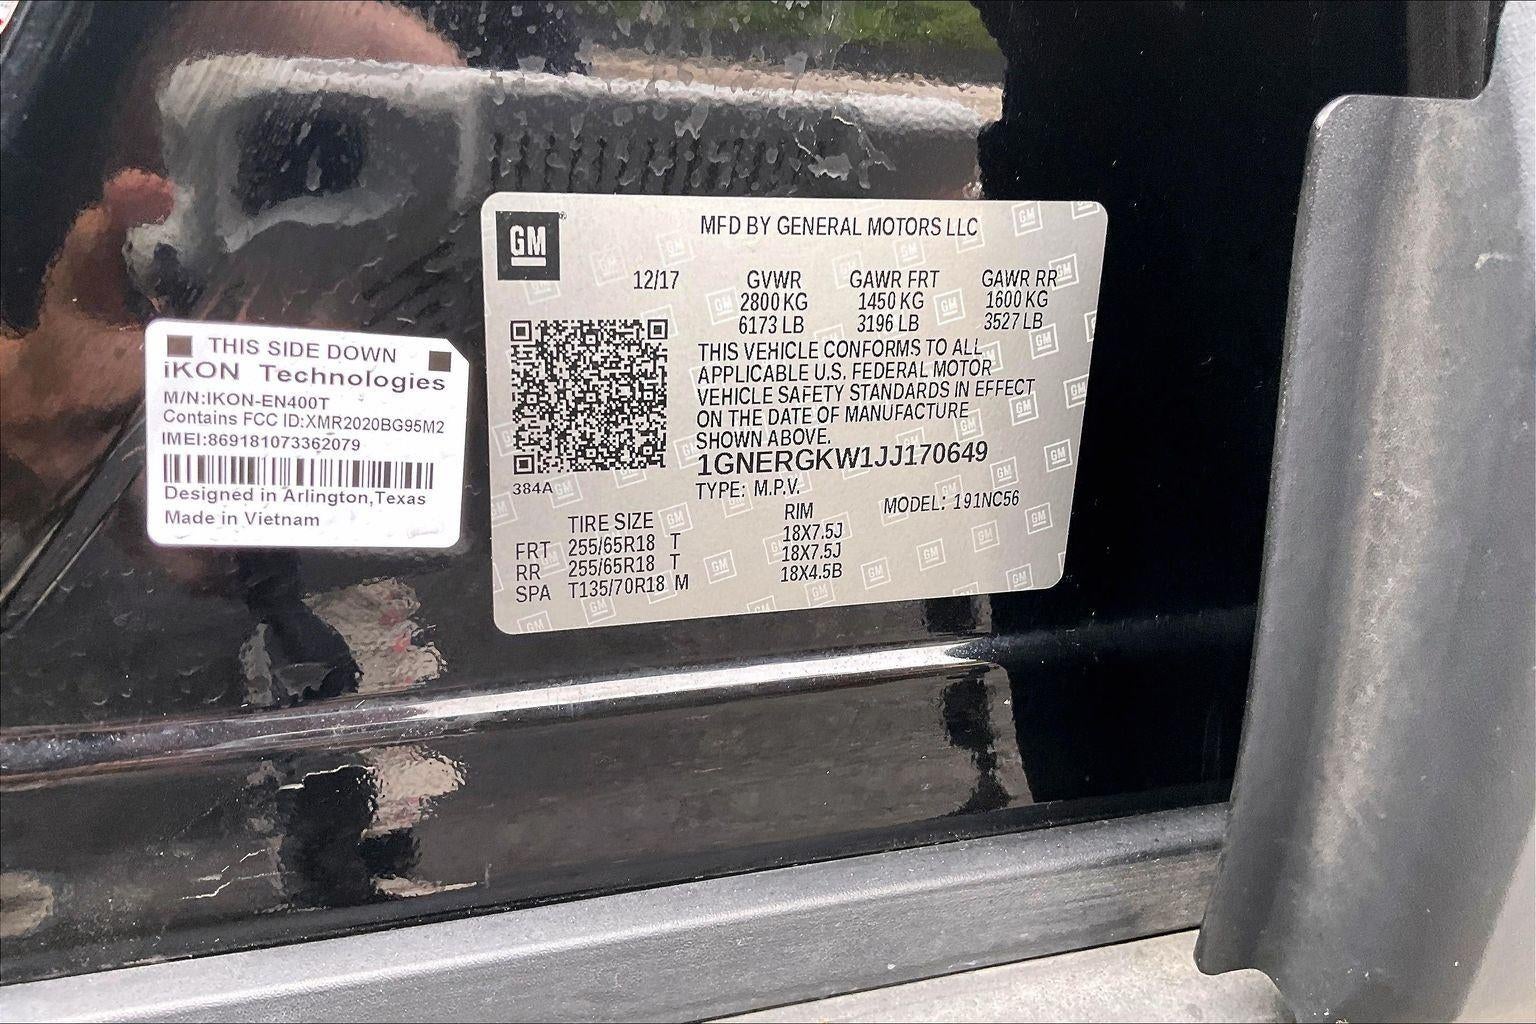 THIS SIDE DOWN
iKON Technologies
M/N:IKON-EN400T
Contains FCC ID:XMR2020BG95M2
IMEI:869181073362079
Designed in Arlington,Texas
Made in Vietnam
GM
MFD BY GENERAL MOTORS LLC
12/17 GVWR GAWR FRT GAWR RR
2800 KG 1450 KG 1600 KG
6173 LB 3196 LB 3527 LB
THIS VEHICLE CONFORMS TO ALL
APPLICABLE U.S. FEDERAL MOTOR
VEHICLE SAFETY STANDARDS IN EFFECT
ON THE DATE OF MANUFACTURE
SHOWN ABOVE.
1GNERGKW1JJ170649
384A
TYPE: M.P.V. MODEL: 191NC56
TIRE SIZE RIM
FRT 255/65R18 T 18X7.5J
RR 255/65R18 T 18X7.5J
SPA T135/70R18 M 18X4.5B